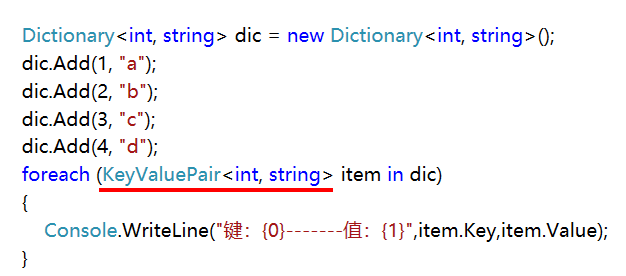 Dictionary<int, string> dic = new Dictionary<int, string>();
dic.Add(1, "a");
dic.Add(2, "b");
dic.Add(3, "c");
dic.Add(4, "d");
foreach (KeyValuePair<int, string> item in dic)
{
Console.WriteLine("键：{0}-------值：{1}",item.Key,item.Value);
}